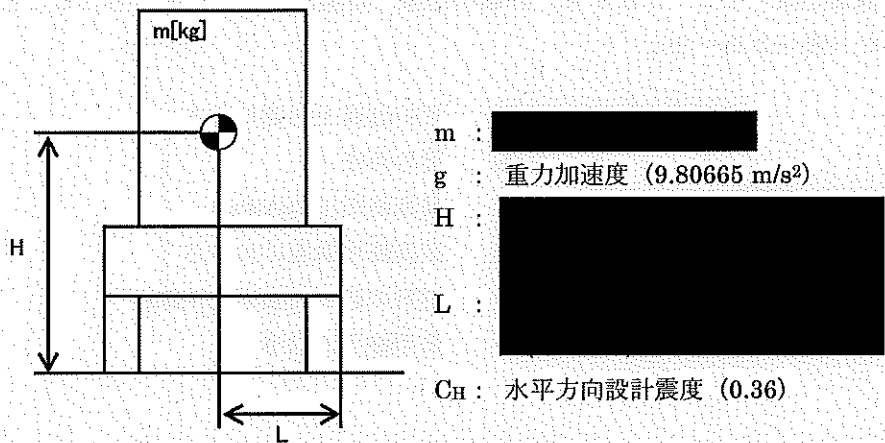 m[kg]
H
L
m :
g : 重力加速度 (9.80665 m/s²)
H :
L :
CH : 水平方向設計震度 (0.36)